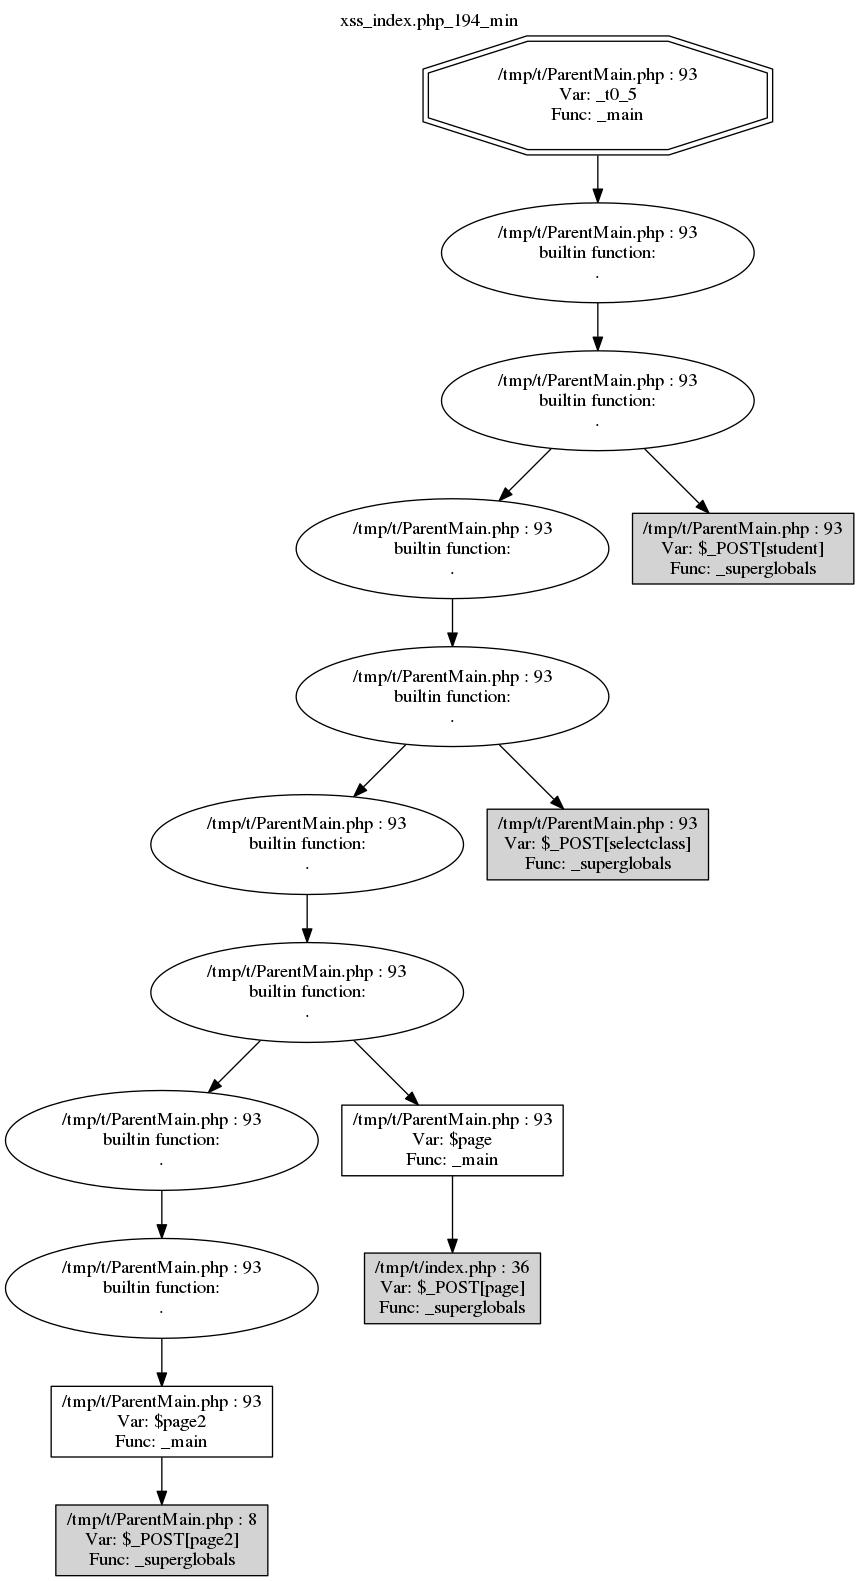 xss_index.php_194_min
/tmp/t/ParentMain.php : 93
Var: _t0_5
Func: _main
/tmp/t/ParentMain.php : 93
builtin function:
.
/tmp/t/ParentMain.php : 93
builtin function:
.
/tmp/t/ParentMain.php : 93
builtin function:
.
/tmp/t/ParentMain.php : 93
Var: $_POST[student]
Func: _superglobals
/tmp/t/ParentMain.php : 93
builtin function:
.
/tmp/t/ParentMain.php : 93
builtin function:
.
/tmp/t/ParentMain.php : 93
Var: $_POST[selectclass]
Func: _superglobals
/tmp/t/ParentMain.php : 93
builtin function:
.
/tmp/t/ParentMain.php : 93
builtin function:
.
/tmp/t/ParentMain.php : 93
Var: $page
Func: _main
/tmp/t/ParentMain.php : 93
builtin function:
.
/tmp/t/index.php : 36
Var: $_POST[page]
Func: _superglobals
/tmp/t/ParentMain.php : 93
Var: $page2
Func: _main
/tmp/t/ParentMain.php : 8
Var: $_POST[page2]
Func: _superglobals